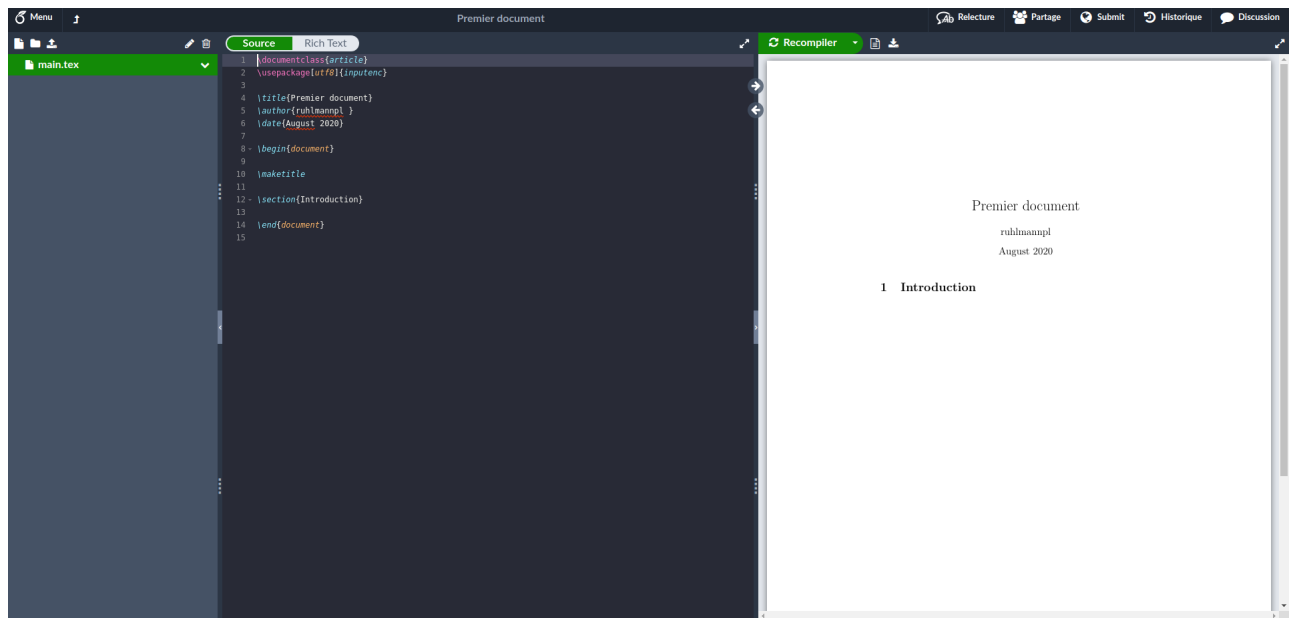 Menu
Premier document
Relecture
Partage
Submit
Historique
Discussion
Source
Rich Text
Recompiler
main.tex
1 \documentclass{article}
2 \usepackage[utf8]{inputenc}
3
4 \title{Premier document}
5 \author{ruhlmannpl }
6 \date{August 2020}
7
8 \begin{document}
9
10 \maketitle
11
12 \section{Introduction}
13
14 \end{document}
15
Premier document
ruhlmannpl
August 2020
1 Introduction